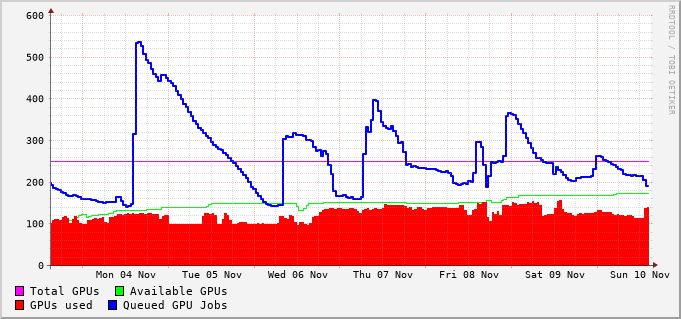 600
500
400
300
200
100
0
Mon 04 Nov Tue 05 Nov Wed 06 Nov Thu 07 Nov Fri 08 Nov Sat 09 Nov Sun 10 Nov
Total GPUs Available GPUs
GPUs used Queued GPU Jobs
RRDTOOL / TOBI OETIKER